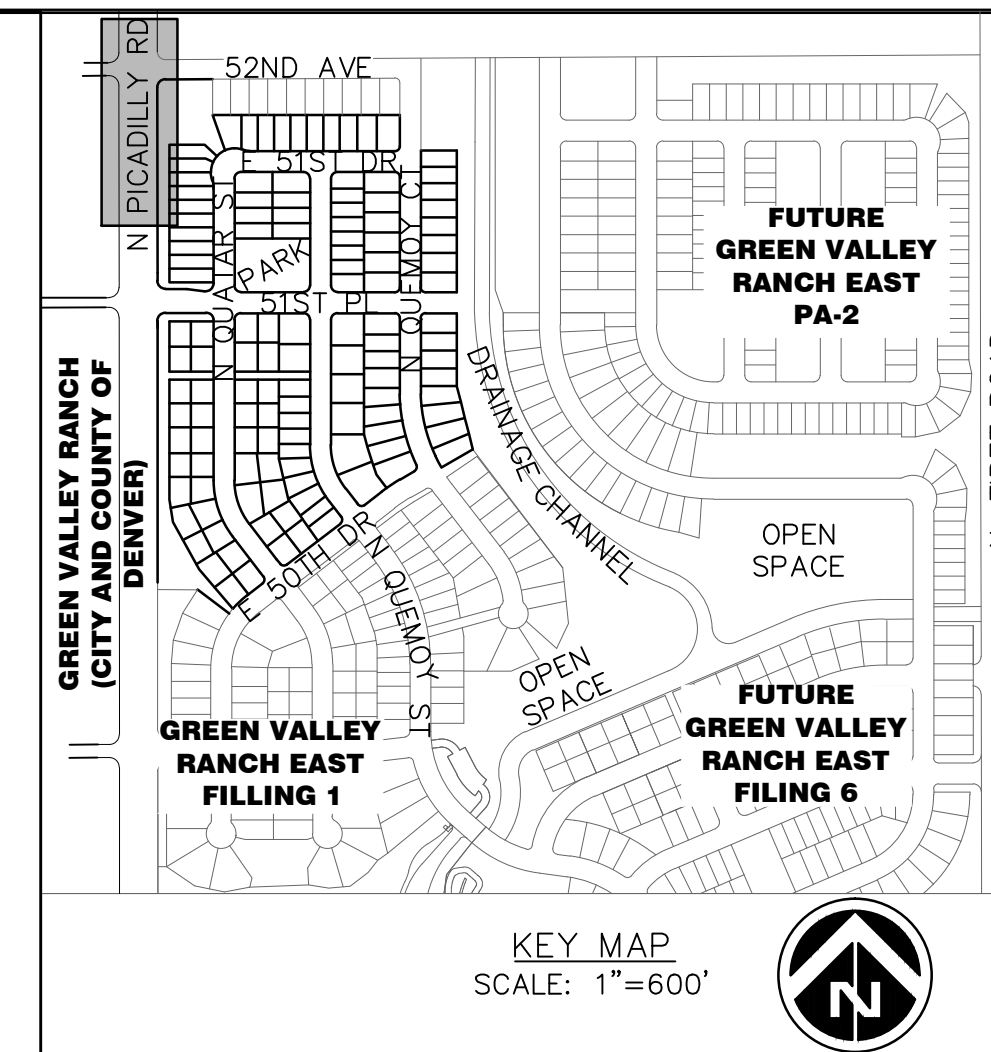 N PICADILLY RD
52ND AVE
E 51ST DR
N QUATAR ST
PARK
51ST PL
N QUEMOY CT
FUTURE
GREEN VALLEY
RANCH EAST
PA-2
GREEN VALLEY RANCH
(CITY AND COUNTY OF
DENVER)
DRAINAGE CHANNEL
OPEN
SPACE
E 50TH DR
N QUEMOY ST
OPEN
SPACE
GREEN VALLEY
RANCH EAST
FILLING 1
FUTURE
GREEN VALLEY
RANCH EAST
FILING 6
KEY MAP
SCALE: 1"=600'
N